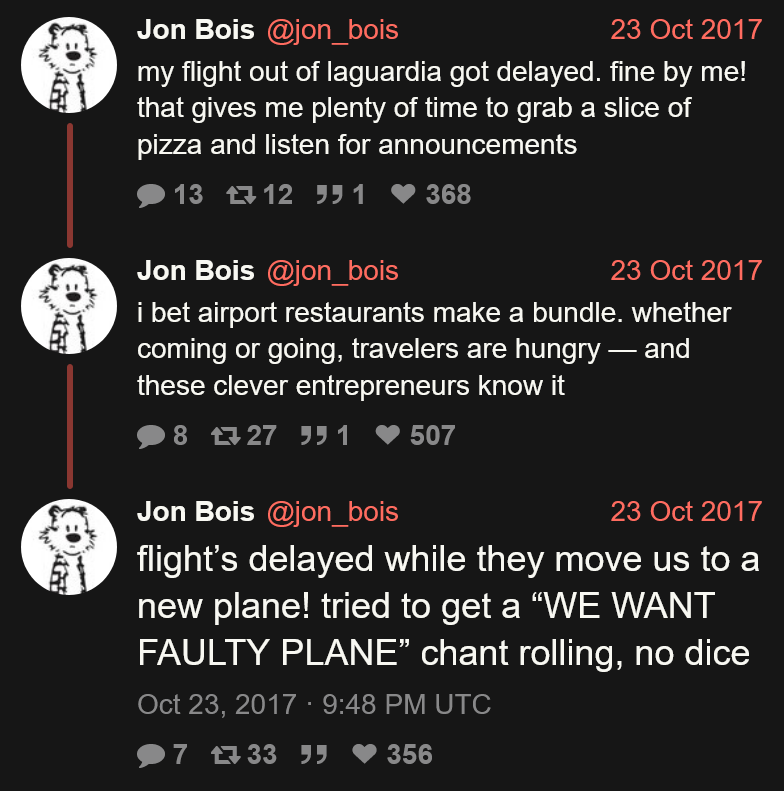 Jon Bois @jon_bois 23 Oct 2017
my flight out of laguardia got delayed. fine by me!
that gives me plenty of time to grab a slice of
pizza and listen for announcements
13 12 1 368
Jon Bois @jon_bois 23 Oct 2017
i bet airport restaurants make a bundle. whether
coming or going, travelers are hungry — and
these clever entrepreneurs know it
8 27 1 507
Jon Bois @jon_bois 23 Oct 2017
flight’s delayed while they move us to a
new plane! tried to get a “WE WANT
FAULTY PLANE” chant rolling, no dice
Oct 23, 2017 · 9:48 PM UTC
7 33 356